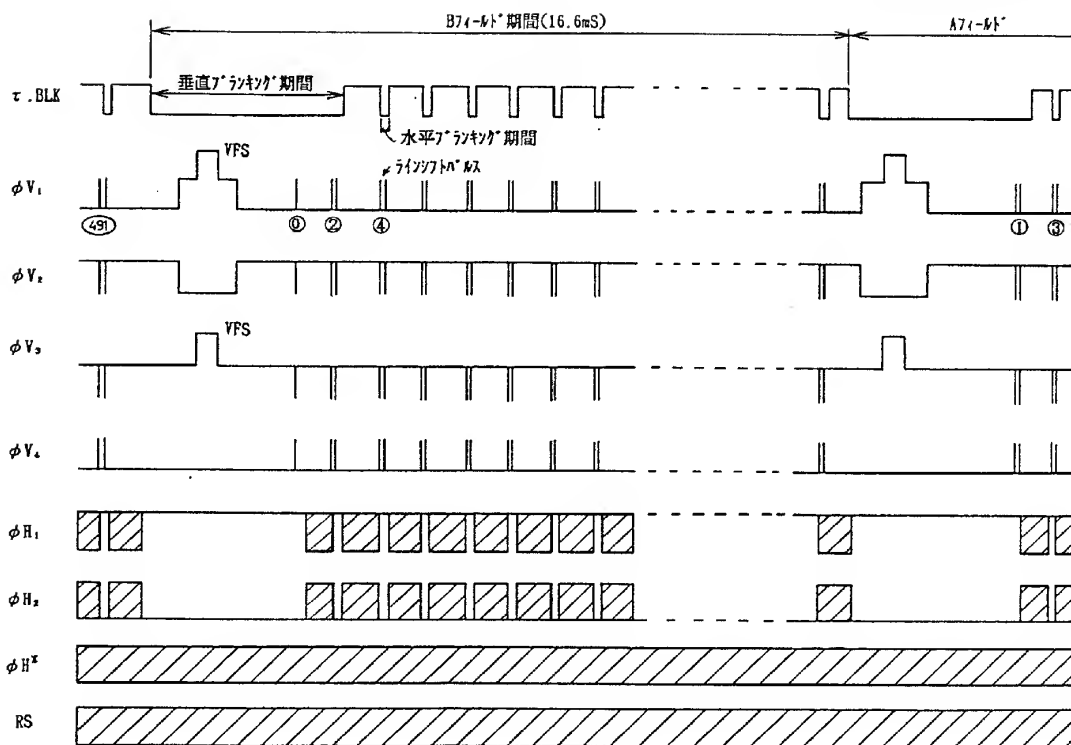 Bフィールド期間(16.6mS)
Aフィールド
τ.BLK
垂直ブランキング期間
水平ブランキング期間
VFS
ラインシフトパルス
φV₁
491
⓪
②
④
①
③
φV₂
VFS
φV₃
φV₄
φH₁
φH₂
φHᴵ
RS